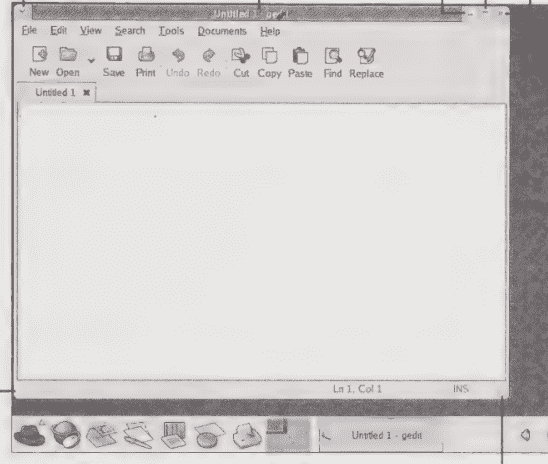 Untitled 1 - gedit
File Edit View Search Tools Documents Help
New Open Save Print Undo Redo Cut Copy Paste Find Replace
Untitled 1
Ln 1, Col 1 INS
Untitled 1 - gedit